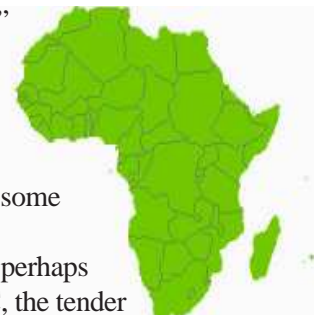 ”
some
perhaps
, the tender